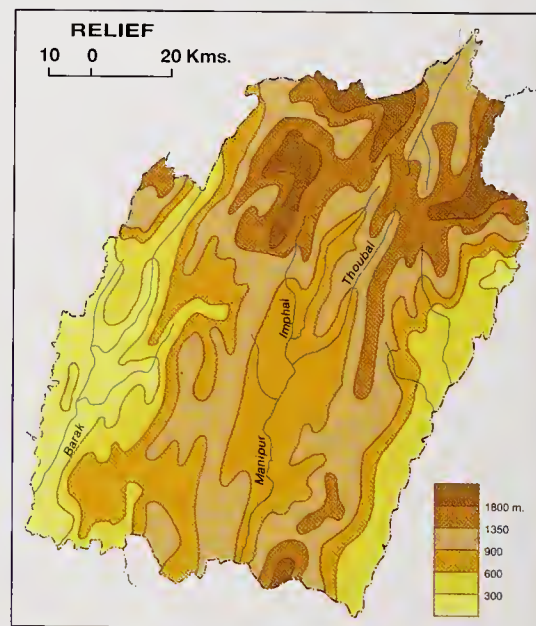 RELIEF
10 0 20 Kms.
Thoubal
Imphal
Barak
Manipur
1800 m.
1350
900
600
300